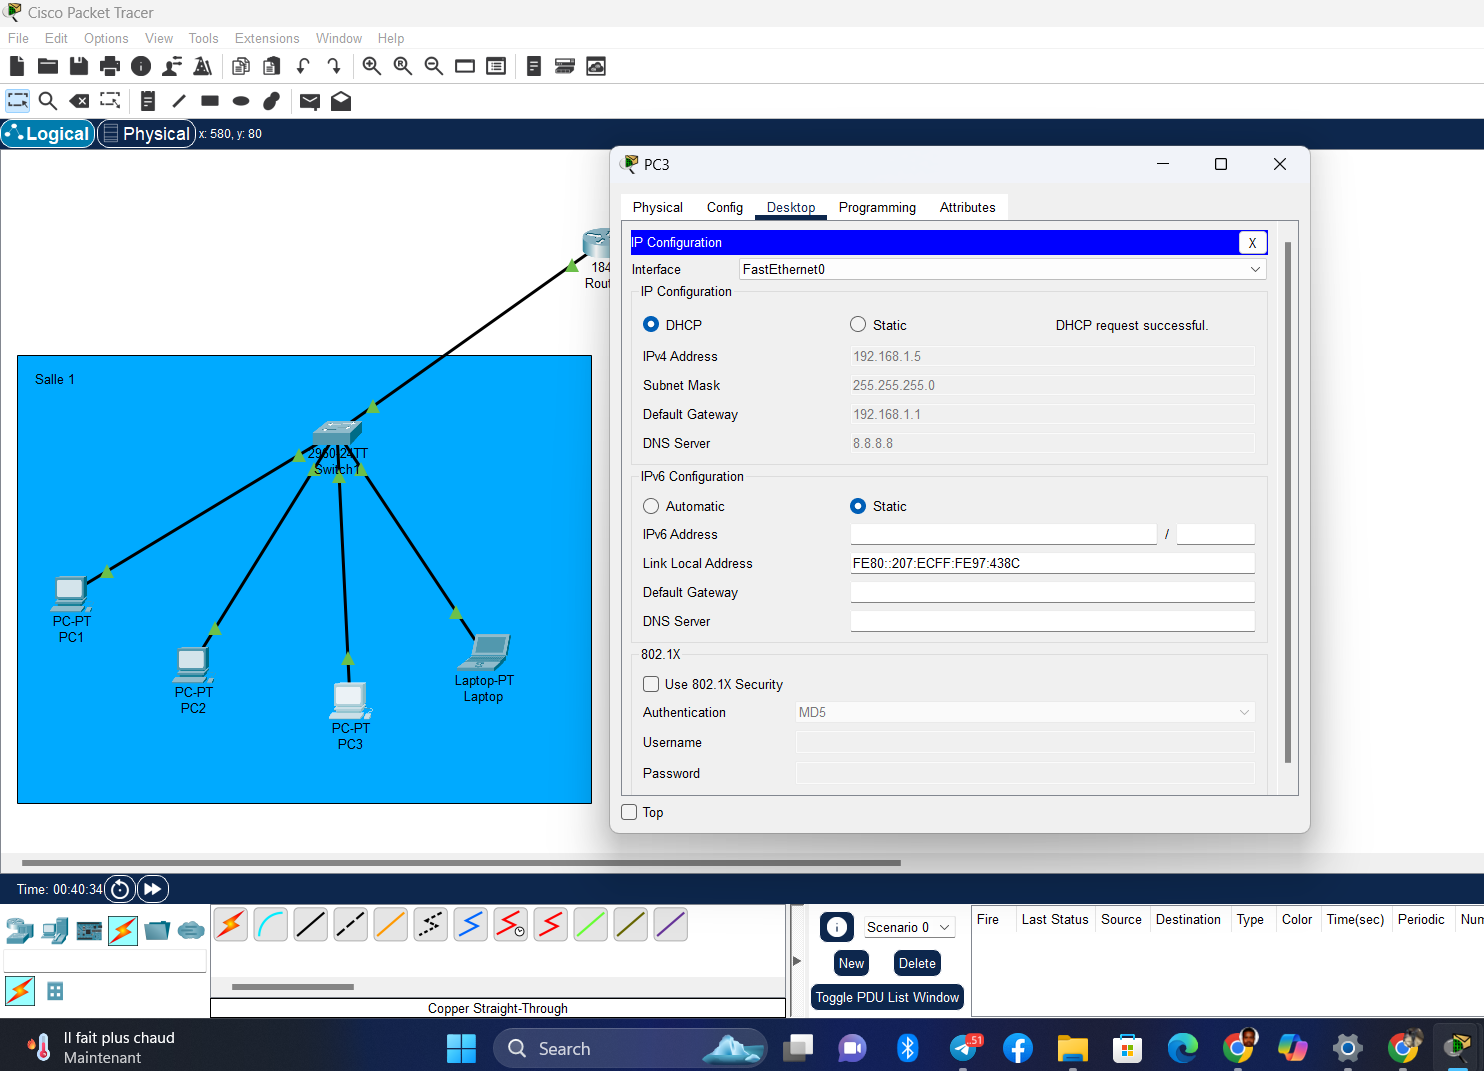 Cisco Packet Tracer
File Edit Options View Tools Extensions Window Help
Logical Physical x: 580, y: 80
PC3
Physical Config Desktop Programming Attributes
IP Configuration X
Interface FastEthernet0
IP Configuration
DHCP Static DHCP request successful.
IPv4 Address 192.168.1.5
Subnet Mask 255.255.255.0
Default Gateway 192.168.1.1
DNS Server 8.8.8.8
IPv6 Configuration
Automatic Static
IPv6 Address /
Link Local Address FE80::207:ECFF:FE97:438C
Default Gateway
DNS Server
802.1X
Use 802.1X Security
Authentication MD5
Username
Password
Top
184
Rout
Salle 1
2960-24TT
Switch1
PC-PT
PC1
PC-PT
PC2
PC-PT
PC3
Laptop-PT
Laptop
Time: 00:40:34
Copper Straight-Through
Scenario 0
New Delete
Toggle PDU List Window
Fire Last Status Source Destination Type Color Time(sec) Periodic Num
Il fait plus chaud
Maintenant
Search
51